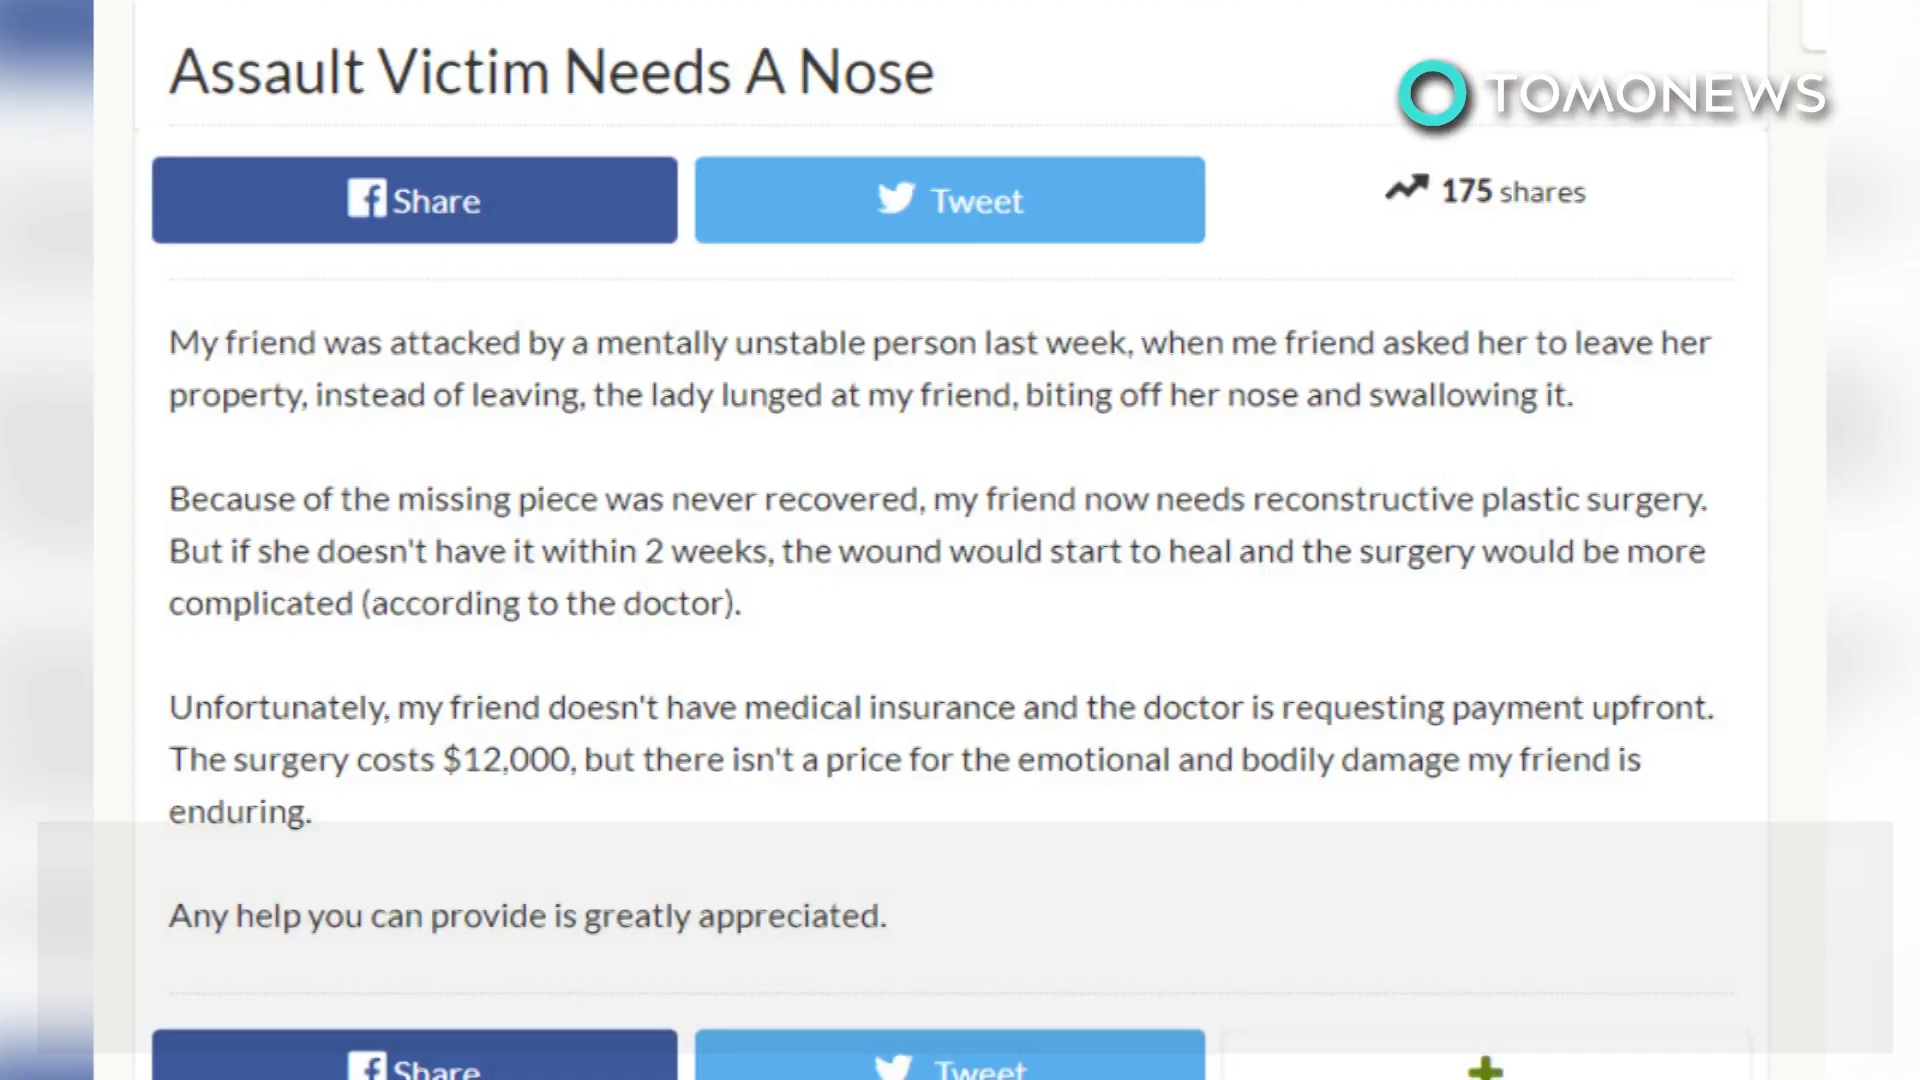 Assault Victim Needs A Nose
TOMONEWS
Share
Tweet
175 shares
My friend was attacked by a mentally unstable person last week, when me friend asked her to leave her
property, instead of leaving, the lady lunged at my friend, biting off her nose and swallowing it.
Because of the missing piece was never recovered, my friend now needs reconstructive plastic surgery.
But if she doesn't have it within 2 weeks, the wound would start to heal and the surgery would be more
complicated (according to the doctor).
Unfortunately, my friend doesn't have medical insurance and the doctor is requesting payment upfront.
The surgery costs $12,000, but there isn't a price for the emotional and bodily damage my friend is
enduring.
Any help you can provide is greatly appreciated.
Share
Tweet